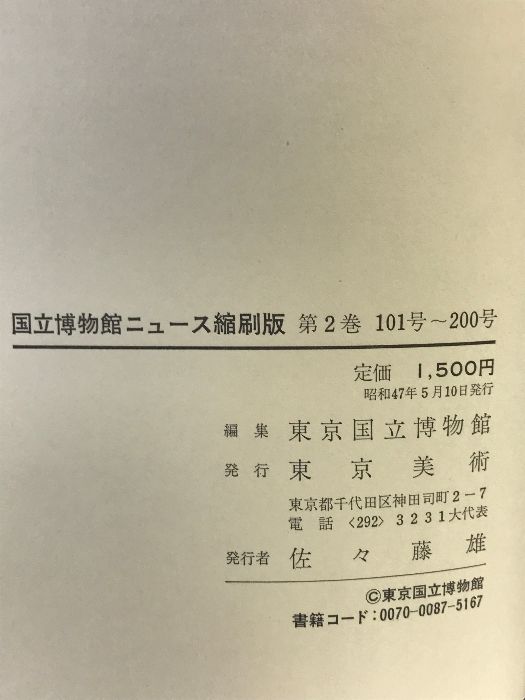 国立博物館ニュース縮刷版 第2巻 101号～200号
定価 1,500円
昭和47年5月10日発行
編集 東京国立博物館
発行 東京美術
東京都千代田区神田司町2-7
電話 〈292〉3231大代表
発行者 佐々藤雄
©東京国立博物館
書籍コード:0070-0087-5167